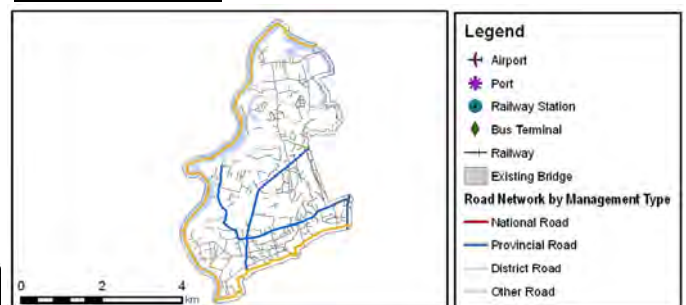 0 2 4
km
Legend
Airport
Port
Railway Station
Bus Terminal
Railway
Existing Bridge
Road Network by Management Type
National Road
Provincial Road
District Road
Other Road